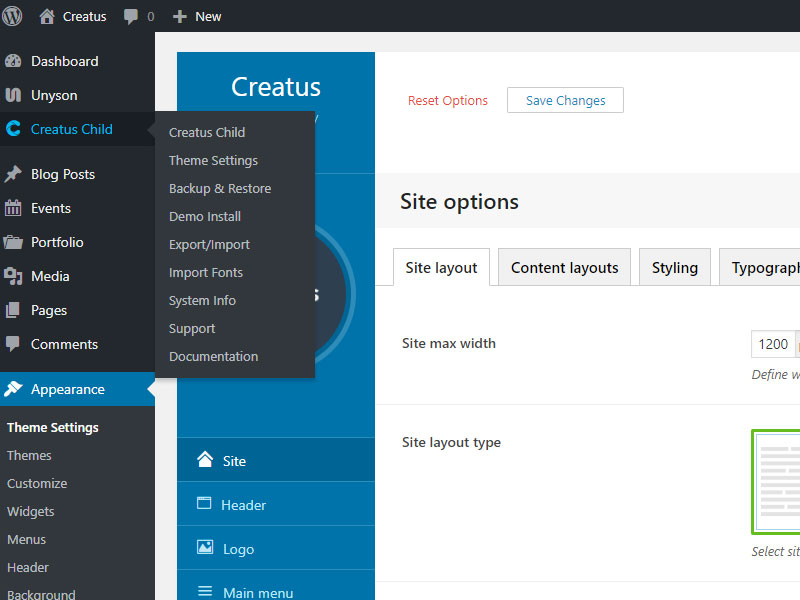 Creatus
0
New
Dashboard
Unyson
Creatus Child
Blog Posts
Events
Portfolio
Media
Pages
Comments
Appearance
Theme Settings
Themes
Customize
Widgets
Menus
Header
Background
Creatus Child
Theme Settings
Backup & Restore
Demo Install
Export/Import
Import Fonts
System Info
Support
Documentation
Creatus
Site
Header
Logo
Main menu
Reset Options
Save Changes
Site options
Site layout
Content layouts
Styling
Typograph
Site max width
1200
Define w
Site layout type
Select sit